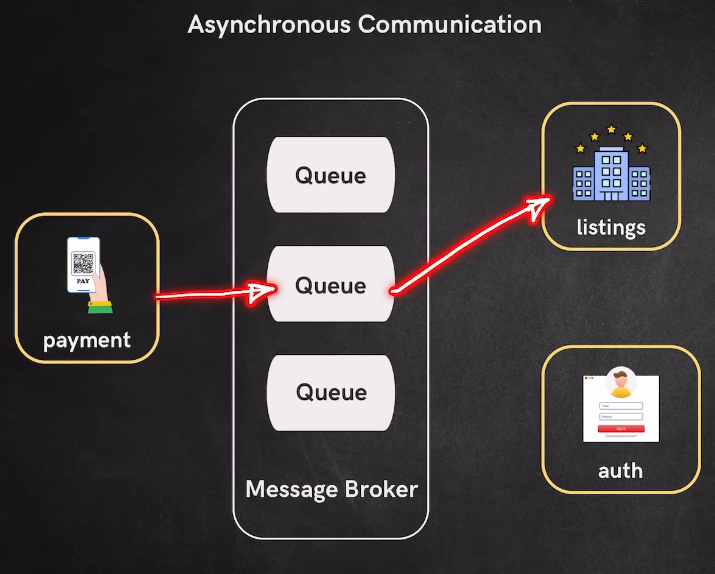 Asynchronous Communication
Queue
listings
PAY
payment
Queue
Queue
auth
Message Broker